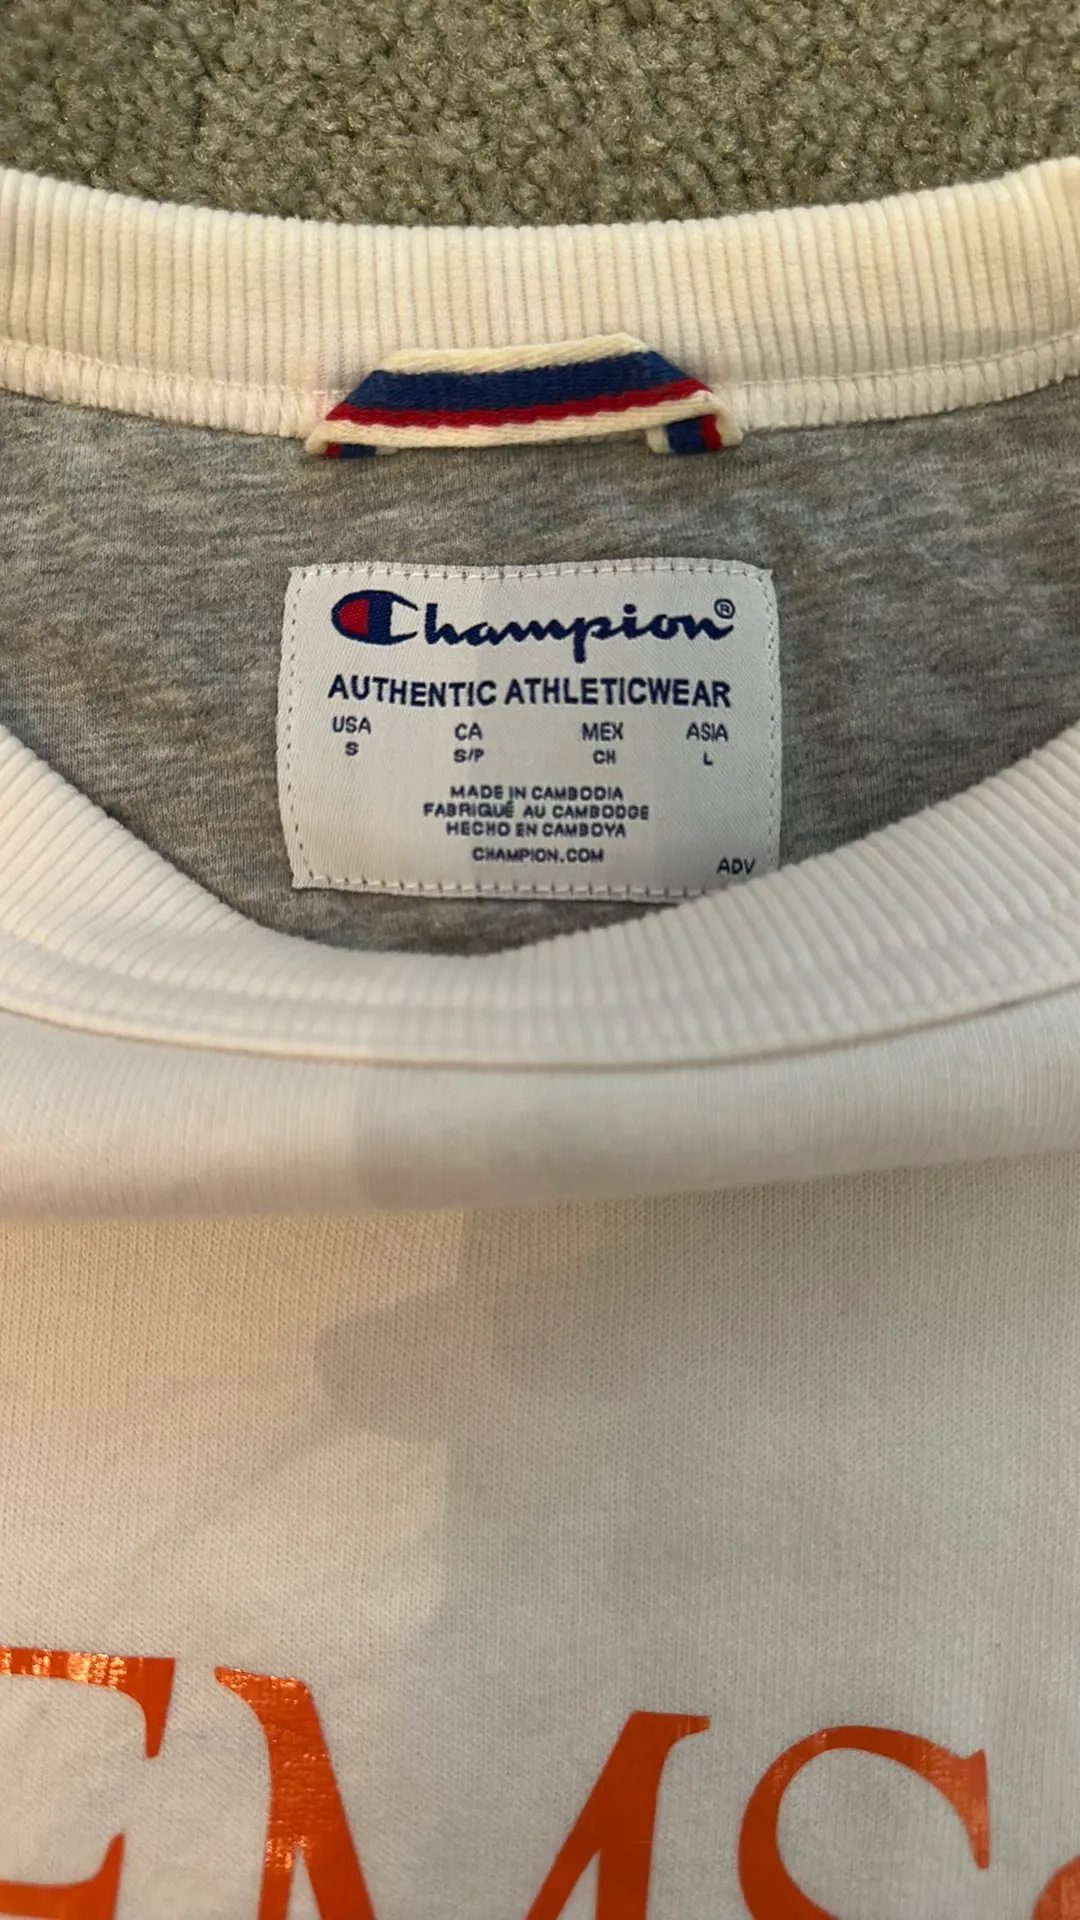 Champion®
AUTHENTIC ATHLETICWEAR
USA CA MEX ASIA
S S/P CH L
MADE IN CAMBODIA
FABRIQUÉ AU CAMBODGE
HECHO EN CAMBOYA
CHAMPION.COM
ADV
EMS